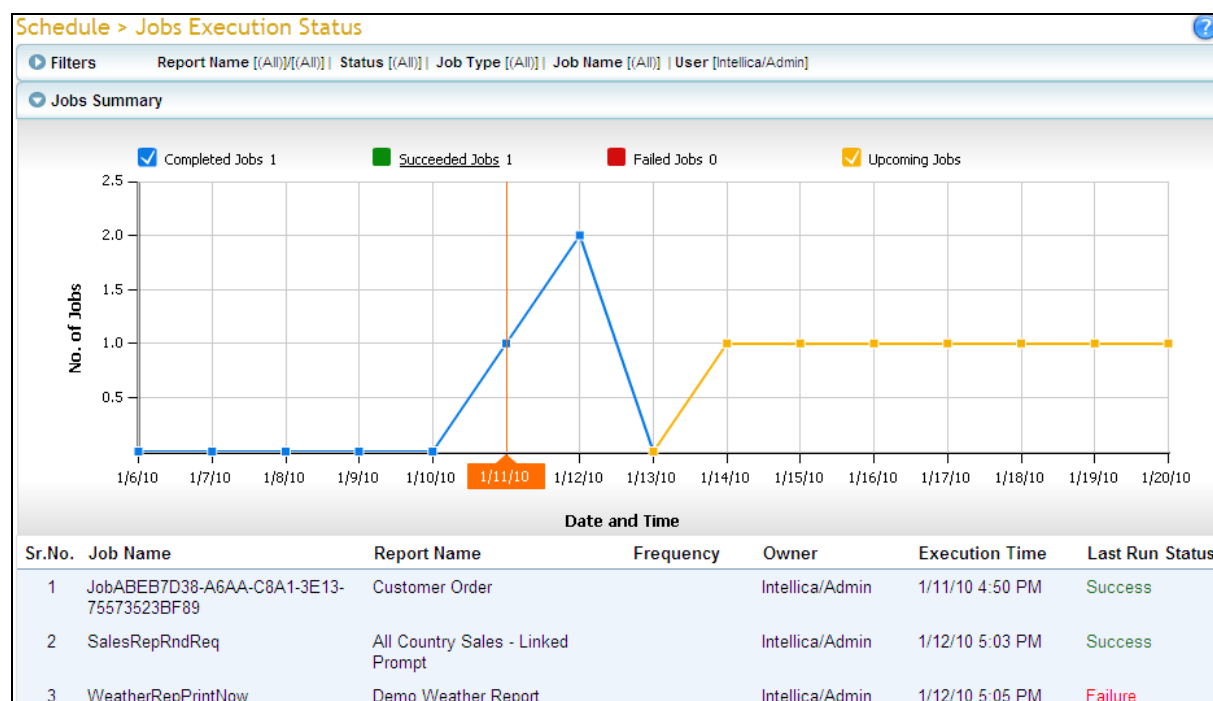 Schedule > Jobs Execution Status
?
Filters Report Name [(All)]/[(All)] | Status [(All)] | Job Type [(All)] | Job Name [(All)] | User [Intellica/Admin]
Jobs Summary
Completed Jobs 1 Succeeded Jobs 1 Failed Jobs 0 Upcoming Jobs
2.5
2.0
1.5
1.0
0.5
No. of Jobs
1/6/10 1/7/10 1/8/10 1/9/10 1/10/10 1/11/10 1/12/10 1/13/10 1/14/10 1/15/10 1/16/10 1/17/10 1/18/10 1/19/10 1/20/10
Date and Time
Sr.No. Job Name Report Name Frequency Owner Execution Time Last Run Status
1 JobABEB7D38-A6AA-C8A1-3E13- Customer Order Intellica/Admin 1/11/10 4:50 PM Success
75573523BF89
2 SalesRepRndReq All Country Sales - Linked Intellica/Admin 1/12/10 5:03 PM Success
Prompt
3 WeatherRepPrintNow Demo Weather Report Intellica/Admin 1/12/10 5:05 PM Failure